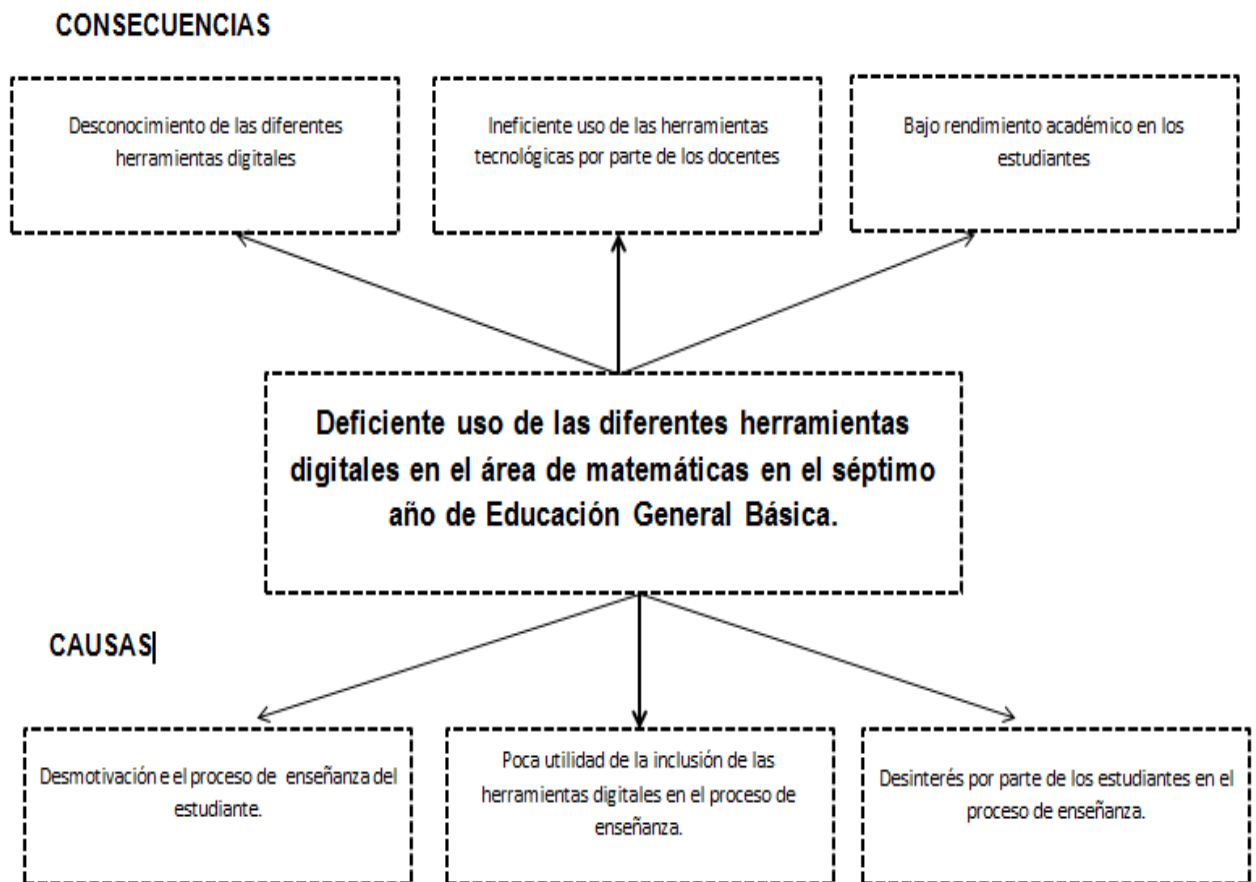 CONSECUENCIAS
Desconocimiento de las diferentes
herramientas digitales
Ineficiente uso de las herramientas
tecnológicas por parte de los docentes
Bajo rendimiento académico en los
estudiantes
Deficiente uso de las diferentes herramientas
digitales en el área de matemáticas en el séptimo
año de Educación General Básica.
CAUSAS
Desmotivación e el proceso de enseñanza del
estudiante.
Poca utilidad de la inclusión de las
herramientas digitales en el proceso de
enseñanza.
Desinterés por parte de los estudiantes en el
proceso de enseñanza.